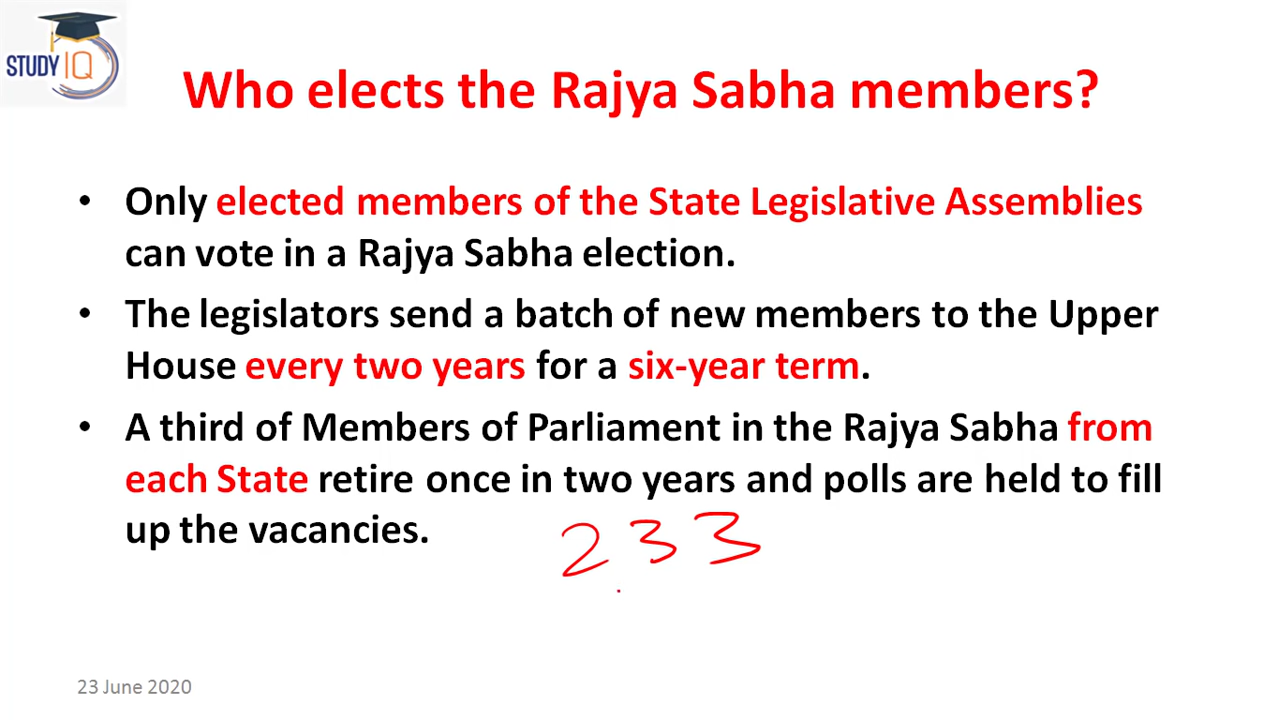 STUDY IQ
Who elects the Rajya Sabha members?
• Only elected members of the State Legislative Assemblies
can vote in a Rajya Sabha election.
• The legislators send a batch of new members to the Upper
House every two years for a six-year term.
• A third of Members of Parliament in the Rajya Sabha from
each State retire once in two years and polls are held to fill
up the vacancies.
233
23 June 2020